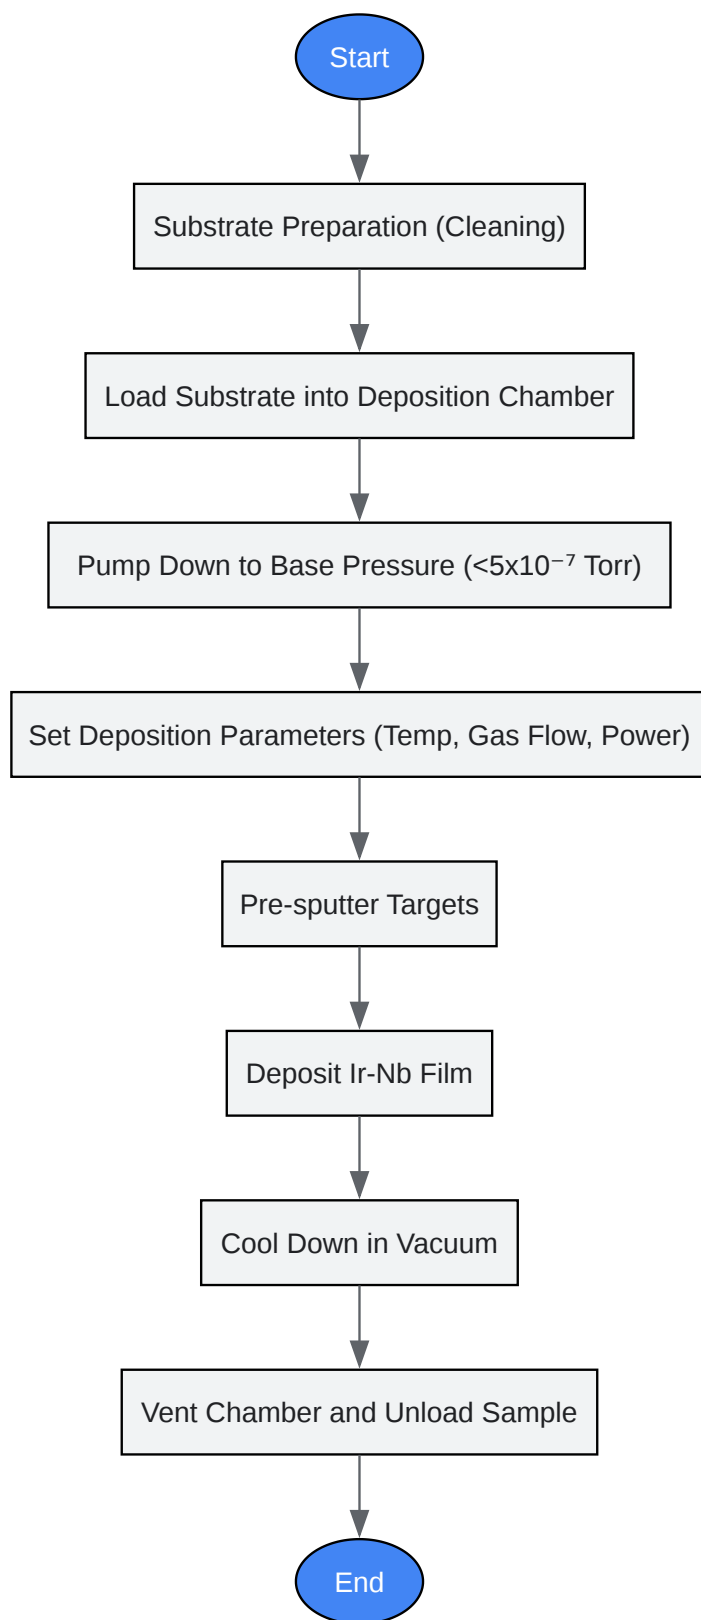 Start
Substrate Preparation (Cleaning)
Load Substrate into Deposition Chamber
Pump Down to Base Pressure (<5x10⁻⁷ Torr)
Set Deposition Parameters (Temp, Gas Flow, Power)
Pre-sputter Targets
Deposit Ir-Nb Film
Cool Down in Vacuum
Vent Chamber and Unload Sample
End